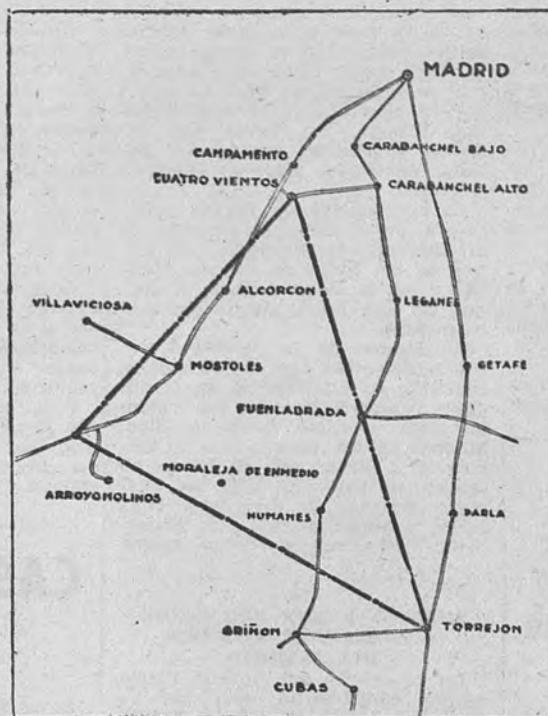 MADRID
CARABANCHEL BAJO
CAMPAMENTO
CUATRO VIENTOS
CARABANCHEL ALTO
ALCORCON
LEGANES
VILLAVICIOSA
MOSTOLES
GETAFE
FUENLADRADA
MORALEJA DE ENMEDIO
ARROYOMOLINOS
HUMANES
PARLA
GRIÑON
TORREJON
CUBAS